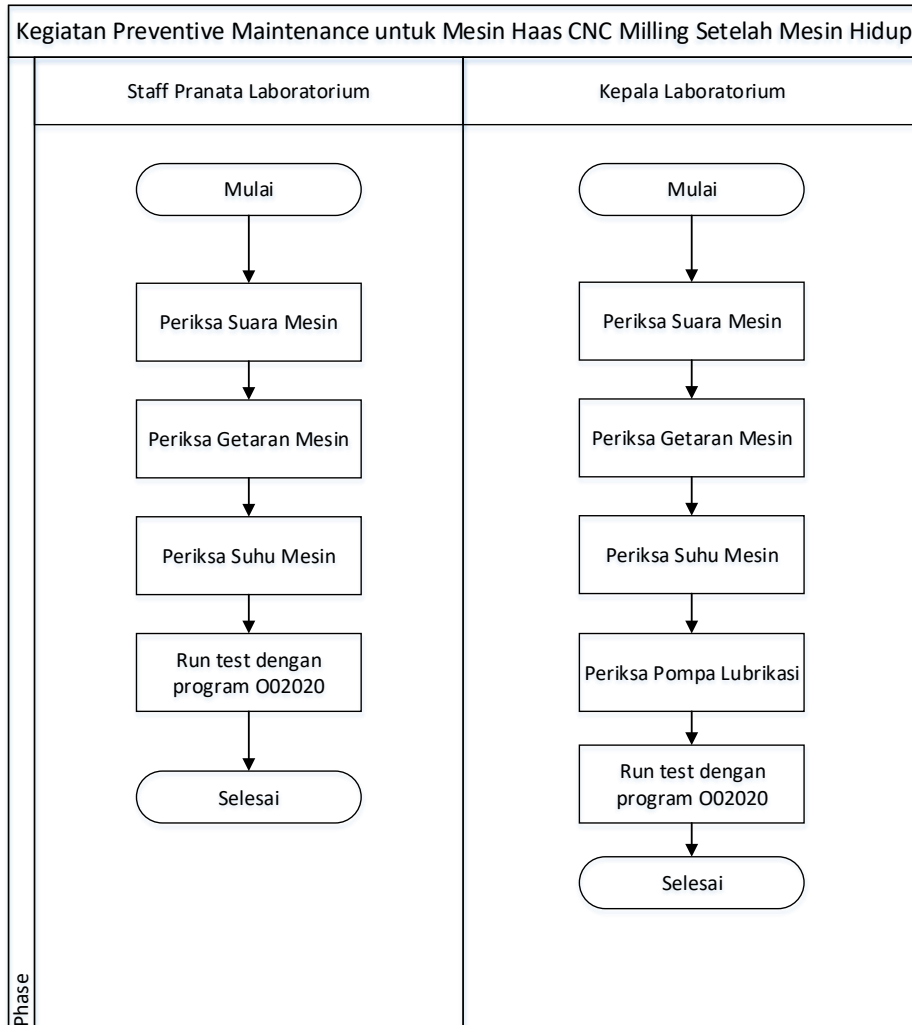 Kegiatan Preventive Maintenance untuk Mesin Haas CNC Milling Setelah Mesin Hidup
Staff Pranata Laboratorium
Kepala Laboratorium
Mulai
Periksa Suara Mesin
Periksa Getaran Mesin
Periksa Suhu Mesin
Run test dengan
program O02020
Selesai
Mulai
Periksa Suara Mesin
Periksa Getaran Mesin
Periksa Suhu Mesin
Periksa Pompa Lubrikasi
Run test dengan
program O02020
Selesai
Phase